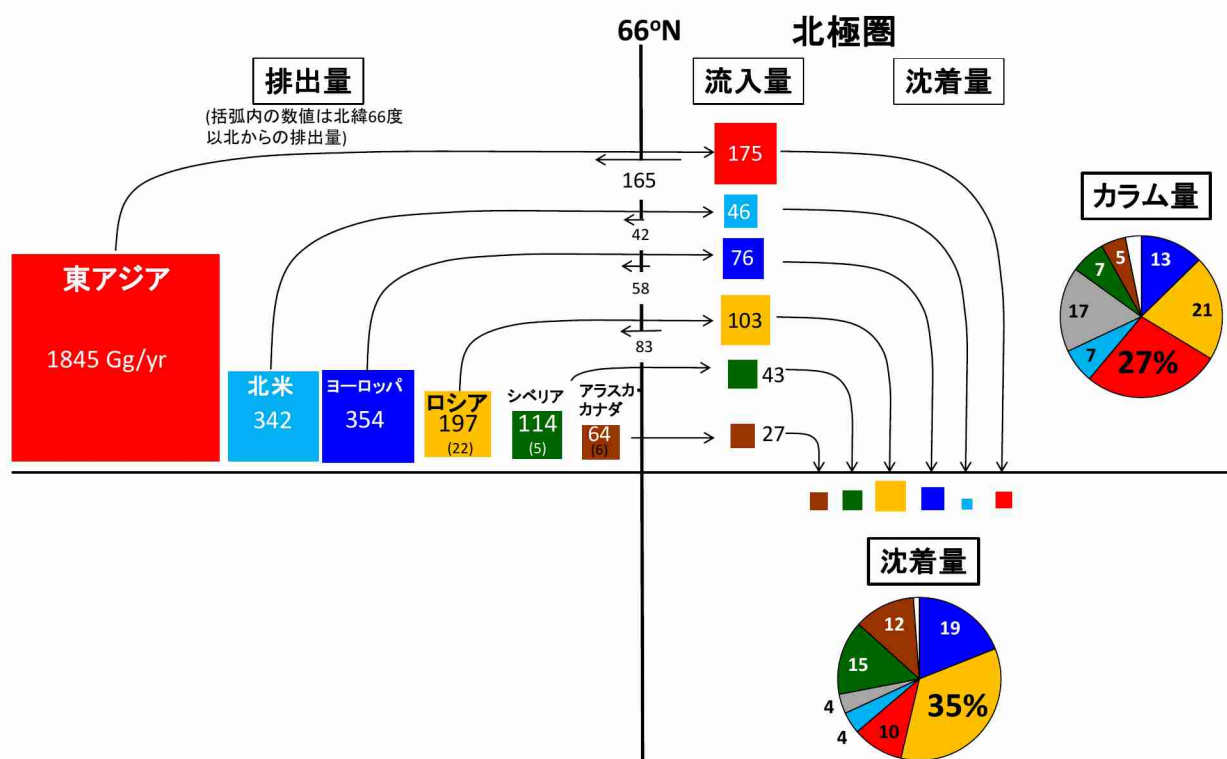 66ºN
北極圏
排出量
(括弧内の数値は北緯66度
以北からの排出量)
流入量
沈着量
175
165
46
42
76
58
103
83
43
27
東アジア
1845 Gg/yr
北米
342
ヨーロッパ
354
ロシア
197
(22)
シベリア
114
(5)
アラスカ・
カナダ
64
(6)
カラム量
13
21
27%
7
17
7
5
沈着量
19
35%
10
4
4
15
12